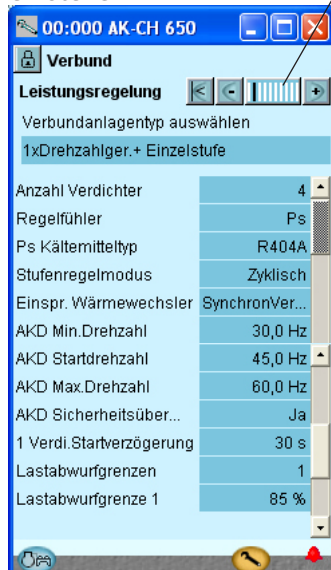 00:000 AK-CH 650
Verbund
Leistungsregelung
Verbundanlagentyp auswählen
1xDrehzahlger.+ Einzelstufe
Anzahl Verdichter 4
Regelfühler Ps
Ps Kältemitteltyp R404A
Stufenregelmodus Zyklisch
Einspr. Wärmewechsler SynchronVer...
AKD Min.Drehzahl 30,0 Hz
AKD Startdrehzahl 45,0 Hz
AKD Max.Drehzahl 60,0 Hz
AKD Sicherheitsüber... Ja
1 Verdi.Startverzögerung 30 s
Lastabwurfgrenzen 1
Lastabwurfgrenze 1 85 %